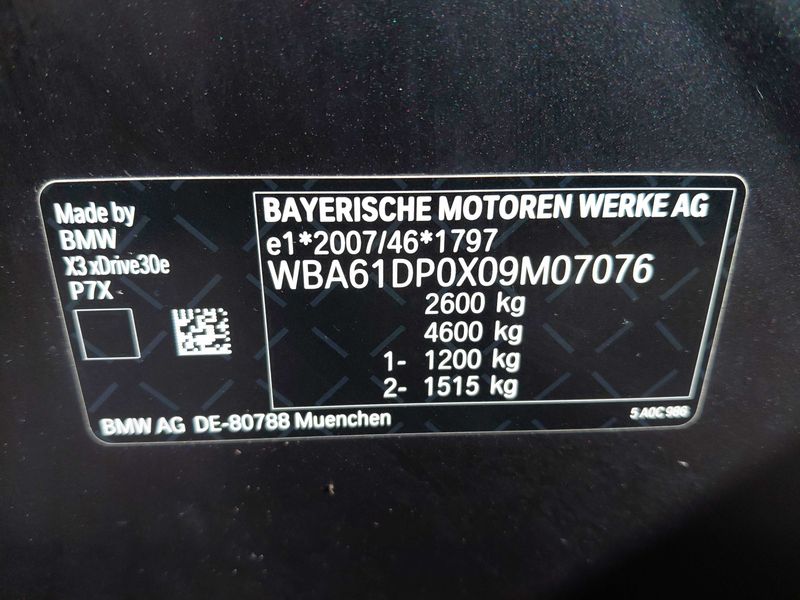 Made by
BMW
X3 xDrive30e
P7X
BAYERISCHE MOTOREN WERKE AG
e1*2007/46*1797
WBA61DP0X09M07076
2600 kg
4600 kg
1- 1200 kg
2- 1515 kg
BMW AG DE-80788 Muenchen
5 A0C 986